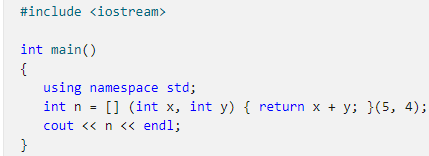 #include <iostream>

int main()
{
   using namespace std;
   int n = [] (int x, int y) { return x + y; }(5, 4);
   cout << n << endl;
}